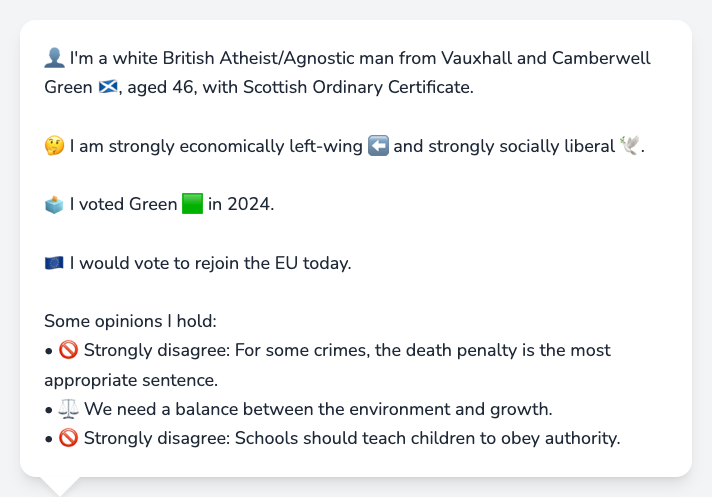 👤 I'm a white British Atheist/Agnostic man from Vauxhall and Camberwell
Green 🏴󠁧󠁢󠁳󠁣󠁴󠁿, aged 46, with Scottish Ordinary Certificate.
🤔 I am strongly economically left-wing ⬅️ and strongly socially liberal 🕊️.
🗳️ I voted Green 🟩 in 2024.
🇪🇺 I would vote to rejoin the EU today.
Some opinions I hold:
• 🚫 Strongly disagree: For some crimes, the death penalty is the most
appropriate sentence.
• ⚖️ We need a balance between the environment and growth.
• 🚫 Strongly disagree: Schools should teach children to obey authority.